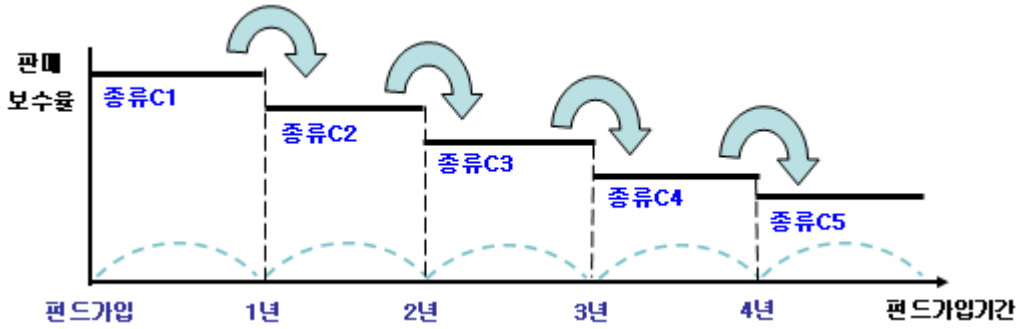 판매
보수율
종류C1
종류C2
종류C3
종류C4
종류C5
펀드가입
1년
2년
3년
4년
펀드가입기간